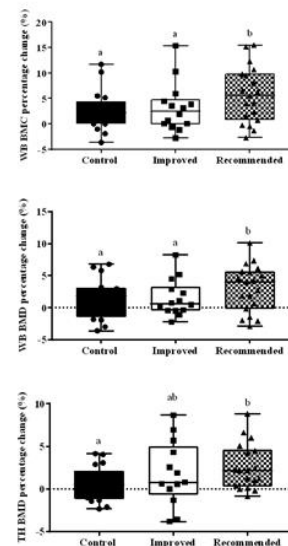 WB BMC percentage change (%)
20
15
10
5
0
-5
a
a
b
Control
Improved
Recommended
WB BMD percentage change (%)
15
10
5
0
-5
a
a
b
Control
Improved
Recommended
TH BMD percentage change (%)
10
5
0
-5
a
ab
b
Control
Improved
Recommended